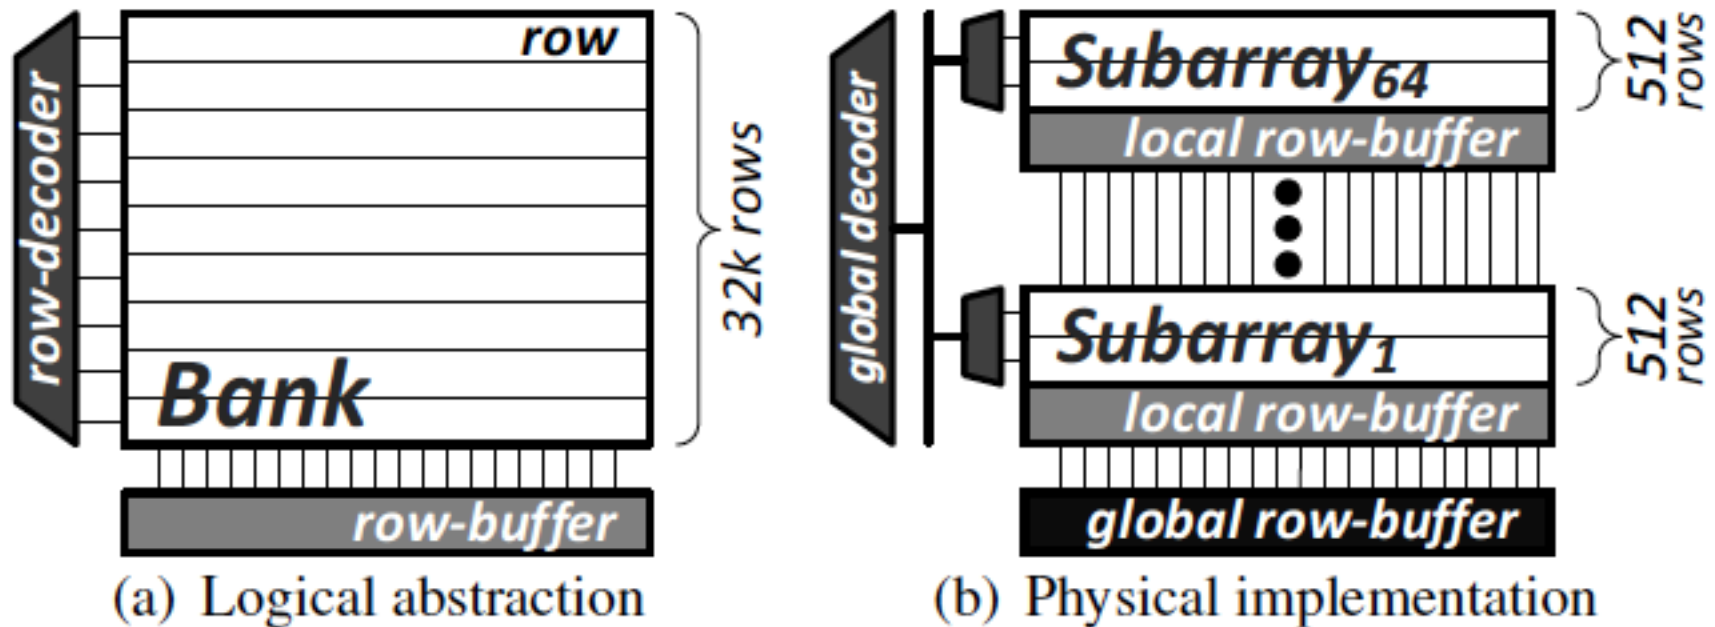 row-decoder
row
Bank
32k rows
row-buffer
(a) Logical abstraction
global decoder
Subarray64
512 rows
local row-buffer
Subarray1
512 rows
local row-buffer
global row-buffer
(b) Physical implementation